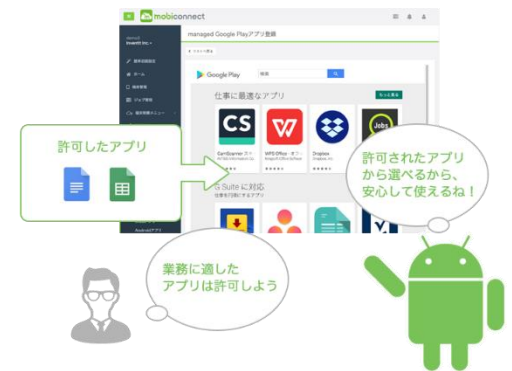 mobiconnect
Inventit Inc.
managed Google Playアプリ登録
Google Play
検索
仕事に最適なアプリ
もっと見る
CS
Jobs
CamScanner
WPS Office
Dropbox
G Suite に対応
許可したアプリ
許可されたアプリ
から選べるから、
安心して使えるね！
業務に適した
アプリは許可しよう